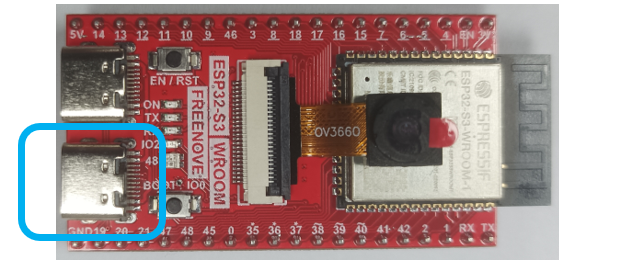 5V 14 13 12 11 10 9 46 3 8 18 17 16 15 7 6 5 4 EN 3V
EN / RST
ON
TX
IO2
48
IO0
ESP32-S3 WROOM
FREENOVE
OV3660
ESPRESSIF
ESP32-S3-WROOM-1
GND 19 20 21 47 48 45 0 35 36 37 38 39 40 41 42 2 1 RX TX